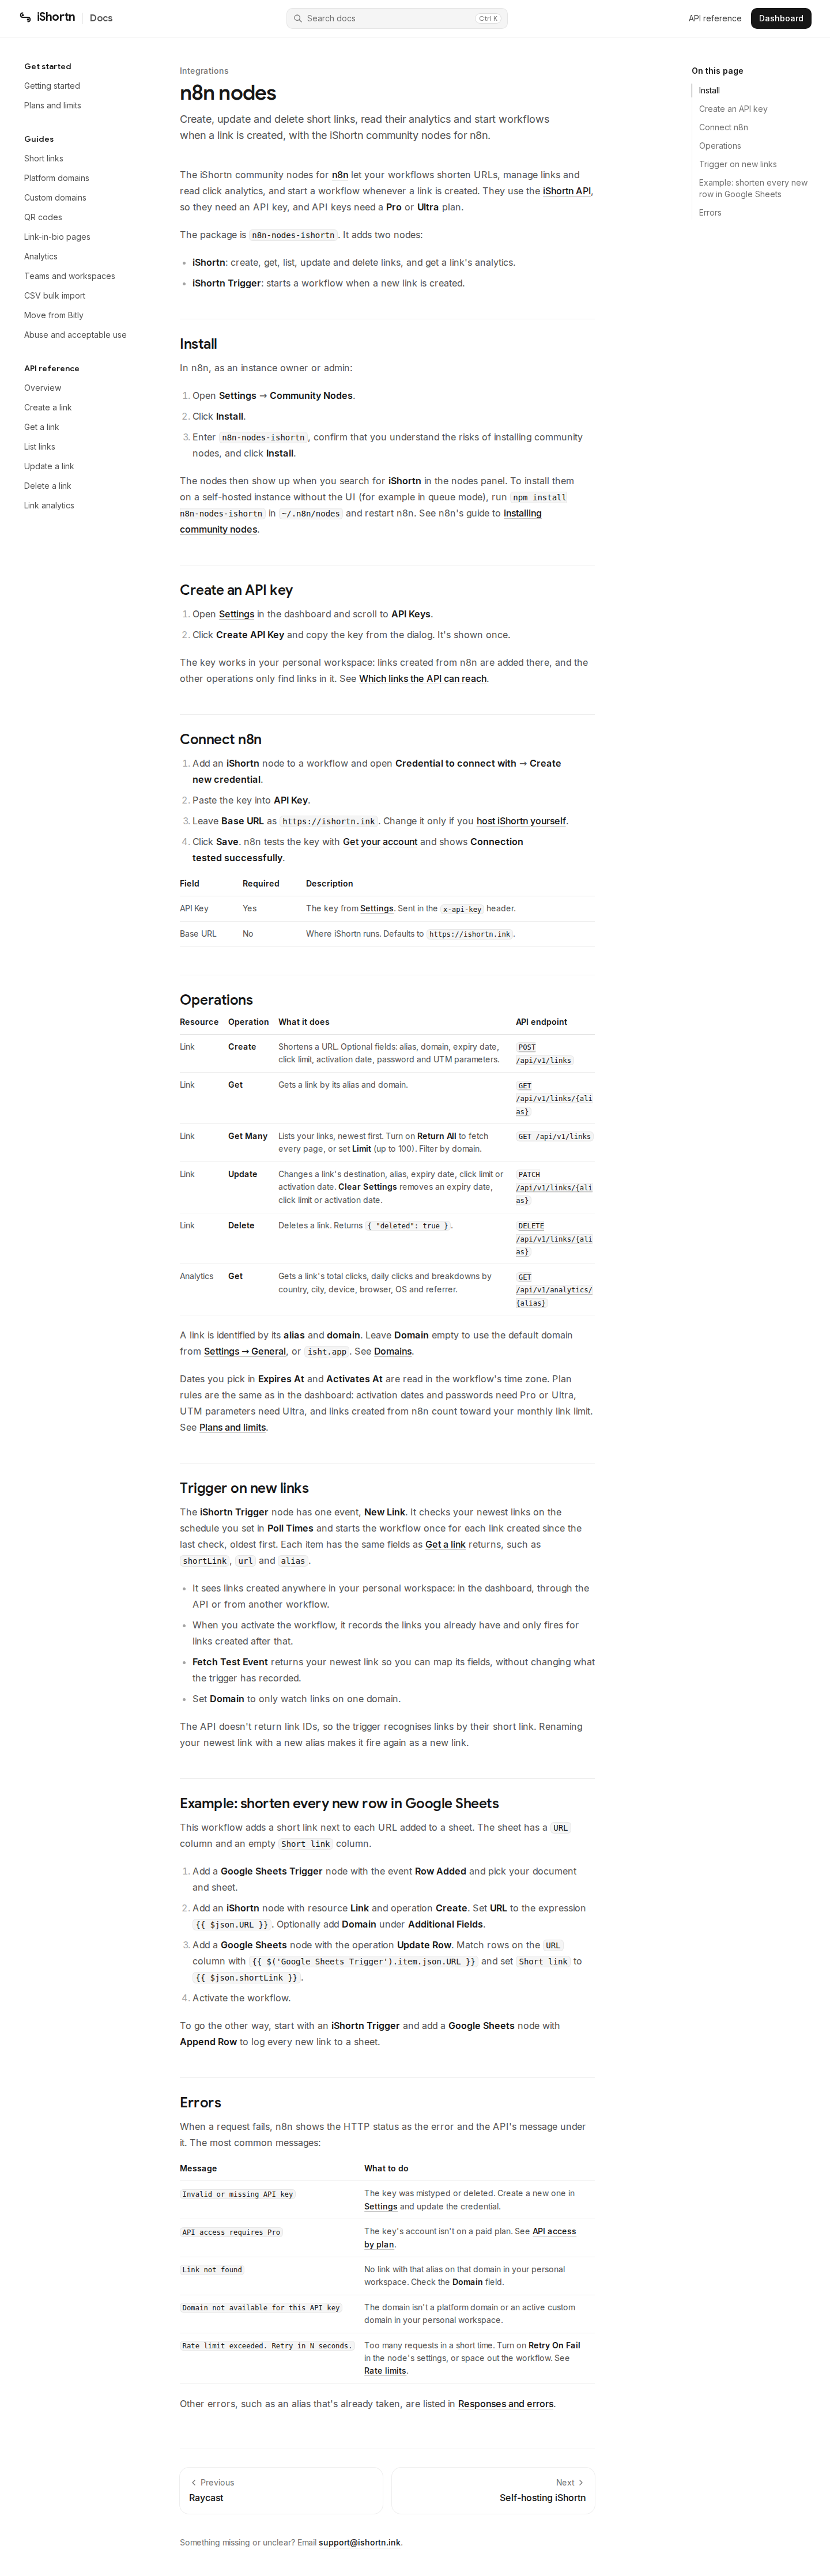 iShortn Docs
Search docs
Ctrl K
API reference
Dashboard
Get started
Getting started
Plans and limits
Guides
Short links
Platform domains
Custom domains
QR codes
Link-in-bio pages
Analytics
Teams and workspaces
CSV bulk import
Move from Bitly
Abuse and acceptable use
API reference
Overview
Create a link
Get a link
List links
Update a link
Delete a link
Link analytics
Integrations
n8n nodes
Create, update and delete short links, read their analytics and start workflows
when a link is created, with the iShortn community nodes for n8n.
The iShortn community nodes for n8n let your workflows shorten URLs, manage links and
read click analytics, and start a workflow whenever a link is created. They use the iShortn API,
so they need an API key, and API keys need a Pro or Ultra plan.
The package is n8n-nodes-ishortn. It adds two nodes:
• iShortn: create, get, list, update and delete links, and get a link's analytics.
• iShortn Trigger: starts a workflow when a new link is created.
Install
In n8n, as an instance owner or admin:
1. Open Settings → Community Nodes.
2. Click Install.
3. Enter n8n-nodes-ishortn, confirm that you understand the risks of installing community
nodes, and click Install.
The nodes then show up when you search for iShortn in the nodes panel. To install them
on a self-hosted instance without the UI (for example in queue mode), run npm install
n8n-nodes-ishortn in ~/.n8n/nodes and restart n8n. See n8n's guide to installing
community nodes.
Create an API key
1. Open Settings in the dashboard and scroll to API Keys.
2. Click Create API Key and copy the key from the dialog. It's shown once.
The key works in your personal workspace: links created from n8n are added there, and the
other operations only find links in it. See Which links the API can reach.
Connect n8n
1. Add an iShortn node to a workflow and open Credential to connect with → Create
new credential.
2. Paste the key into API Key.
3. Leave Base URL as https://ishortn.ink. Change it only if you host iShortn yourself.
4. Click Save. n8n tests the key with Get your account and shows Connection
tested successfully.
Field Required Description
API Key Yes The key from Settings. Sent in the x-api-key header.
Base URL No Where iShortn runs. Defaults to https://ishortn.ink.
Operations
Resource Operation What it does API endpoint
Link Create Shortens a URL. Optional fields: alias, domain, expiry date, POST
click limit, activation date, password and UTM parameters. /api/v1/links
Link Get Gets a link by its alias and domain. GET
/api/v1/links/{ali
as}
Link Get Many Lists your links, newest first. Turn on Return All to fetch GET /api/v1/links
every page, or set Limit (up to 100). Filter by domain.
Link Update Changes a link's destination, alias, expiry date, click limit or PATCH
activation date. Clear Settings removes an expiry date, /api/v1/links/{ali
click limit or activation date. as}
Link Delete Deletes a link. Returns { "deleted": true }. DELETE
/api/v1/links/{ali
as}
Analytics Get Gets a link's total clicks, daily clicks and breakdowns by GET
country, city, device, browser, OS and referrer. /api/v1/analytics/
{alias}
A link is identified by its alias and domain. Leave Domain empty to use the default domain
from Settings → General, or isht.app. See Domains.
Dates you pick in Expires At and Activates At are read in the workflow's time zone. Plan
rules are the same as in the dashboard: activation dates and passwords need Pro or Ultra,
UTM parameters need Ultra, and links created from n8n count toward your monthly link limit.
See Plans and limits.
Trigger on new links
The iShortn Trigger node has one event, New Link. It checks your newest links on the
schedule you set in Poll Times and starts the workflow once for each link created since the
last check, oldest first. Each item has the same fields as Get a link returns, such as
shortLink, url and alias.
• It sees links created anywhere in your personal workspace: in the dashboard, through the
API or from another workflow.
• When you activate the workflow, it records the links you already have and only fires for
links created after that.
• Fetch Test Event returns your newest link so you can map its fields, without changing what
the trigger has recorded.
• Set Domain to only watch links on one domain.
The API doesn't return link IDs, so the trigger recognises links by their short link. Renaming
your newest link with a new alias makes it fire again as a new link.
Example: shorten every new row in Google Sheets
This workflow adds a short link next to each URL added to a sheet. The sheet has a URL
column and an empty Short link column.
1. Add a Google Sheets Trigger node with the event Row Added and pick your document
and sheet.
2. Add an iShortn node with resource Link and operation Create. Set URL to the expression
{{ $json.URL }}. Optionally add Domain under Additional Fields.
3. Add a Google Sheets node with the operation Update Row. Match rows on the URL
column with {{ $('Google Sheets Trigger').item.json.URL }} and set Short link to
{{ $json.shortLink }}.
4. Activate the workflow.
To go the other way, start with an iShortn Trigger and add a Google Sheets node with
Append Row to log every new link to a sheet.
Errors
When a request fails, n8n shows the HTTP status as the error and the API's message under
it. The most common messages:
Message What to do
Invalid or missing API key The key was mistyped or deleted. Create a new one in
Settings and update the credential.
API access requires Pro The key's account isn't on a paid plan. See API access
by plan.
Link not found No link with that alias on that domain in your personal
workspace. Check the Domain field.
Domain not available for this API key The domain isn't a platform domain or an active custom
domain in your personal workspace.
Rate limit exceeded. Retry in N seconds. Too many requests in a short time. Turn on Retry On Fail
in the node's settings, or space out the workflow. See
Rate limits.
Other errors, such as an alias that's already taken, are listed in Responses and errors.
Previous
Raycast
Next
Self-hosting iShortn
Something missing or unclear? Email support@ishortn.ink.
On this page
Install
Create an API key
Connect n8n
Operations
Trigger on new links
Example: shorten every new
row in Google Sheets
Errors